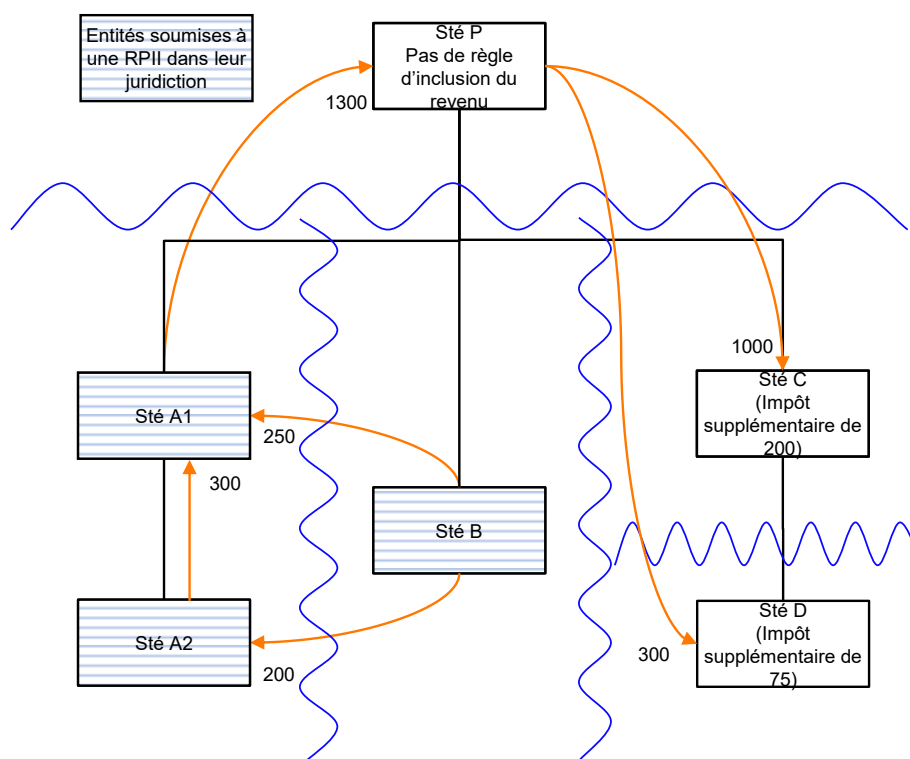 Entités soumises à
une RPII dans leur
juridiction
Sté P
Pas de règle
d’inclusion du
revenu
1300
1000
Sté A1
250
300
Sté C
(Impôt
supplémentaire de
200)
Sté B
Sté A2
200
300
Sté D
(Impôt
supplémentaire de
75)